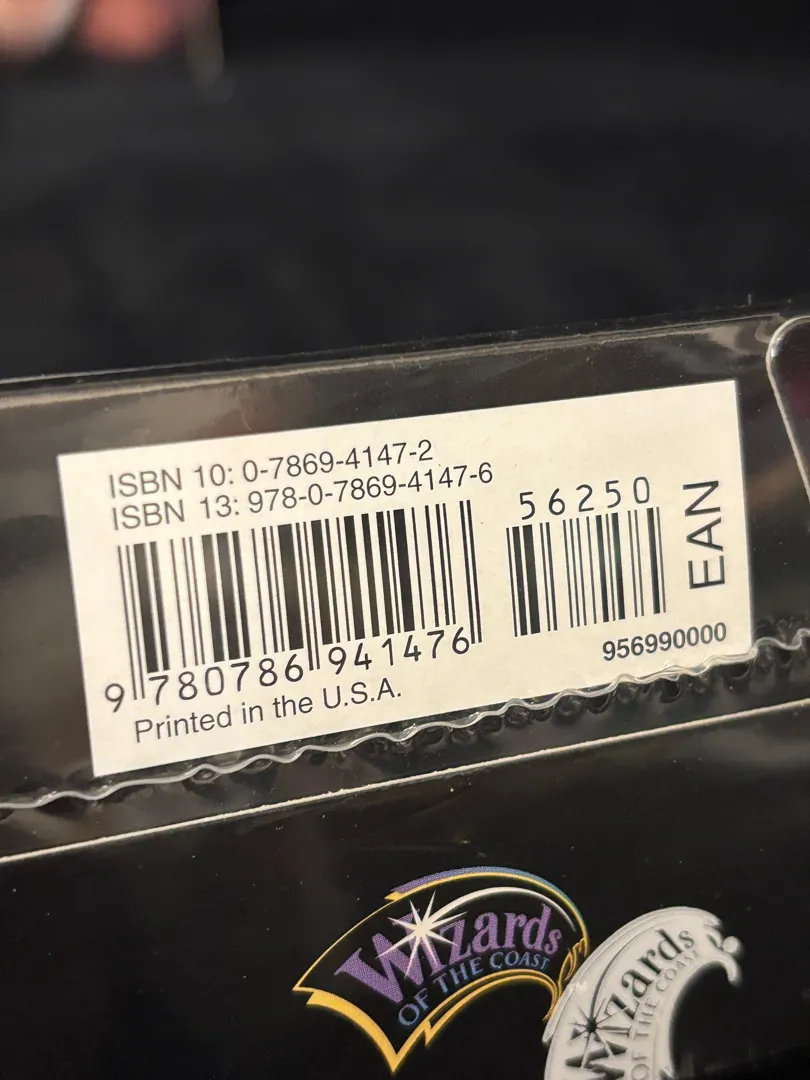 ISBN 10: 0-7869-4147-2
ISBN 13: 978-0-7869-4147-6
56250
EAN
9 780786 941476
956990000
Printed in the U.S.A.
Wizards
OF THE COAST
Wizards
OF THE COAST